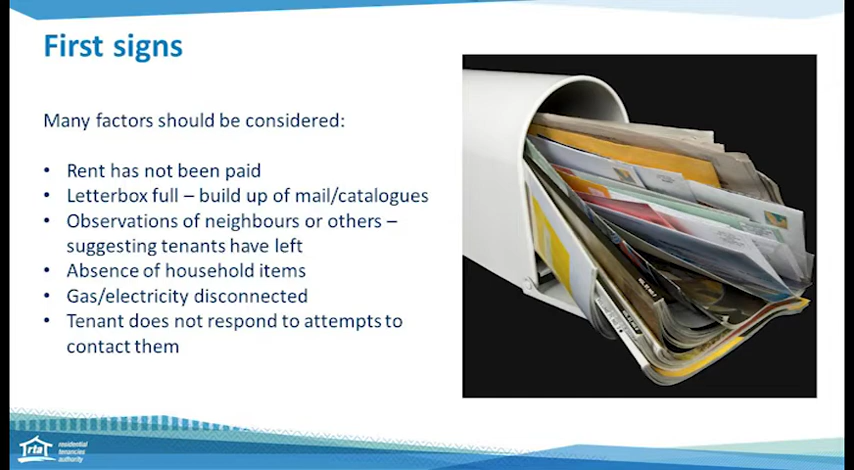 First signs
Many factors should be considered:
• Rent has not been paid
• Letterbox full – build up of mail/catalogues
• Observations of neighbours or others –
suggesting tenants have left
• Absence of household items
• Gas/electricity disconnected
• Tenant does not respond to attempts to
contact them
rta
residential
tenancies
authority